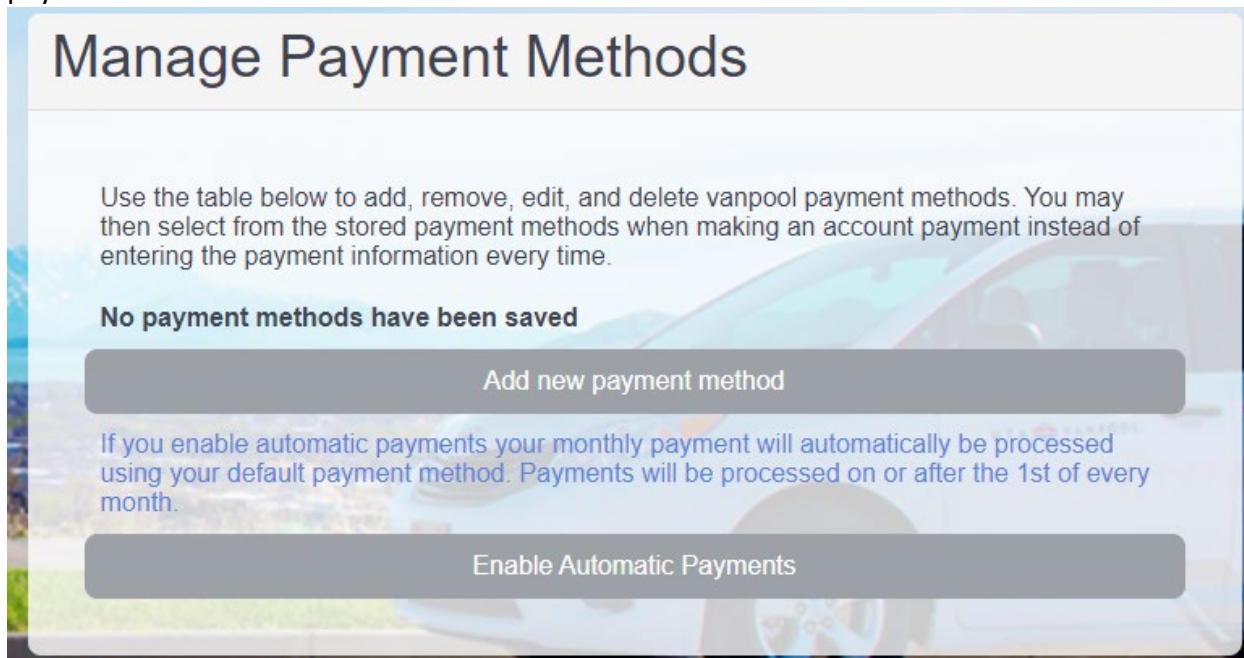 Manage Payment Methods
Use the table below to add, remove, edit, and delete vanpool payment methods. You may
then select from the stored payment methods when making an account payment instead of
entering the payment information every time.
No payment methods have been saved
Add new payment method
If you enable automatic payments your monthly payment will automatically be processed
using your default payment method. Payments will be processed on or after the 1st of every
month.
Enable Automatic Payments